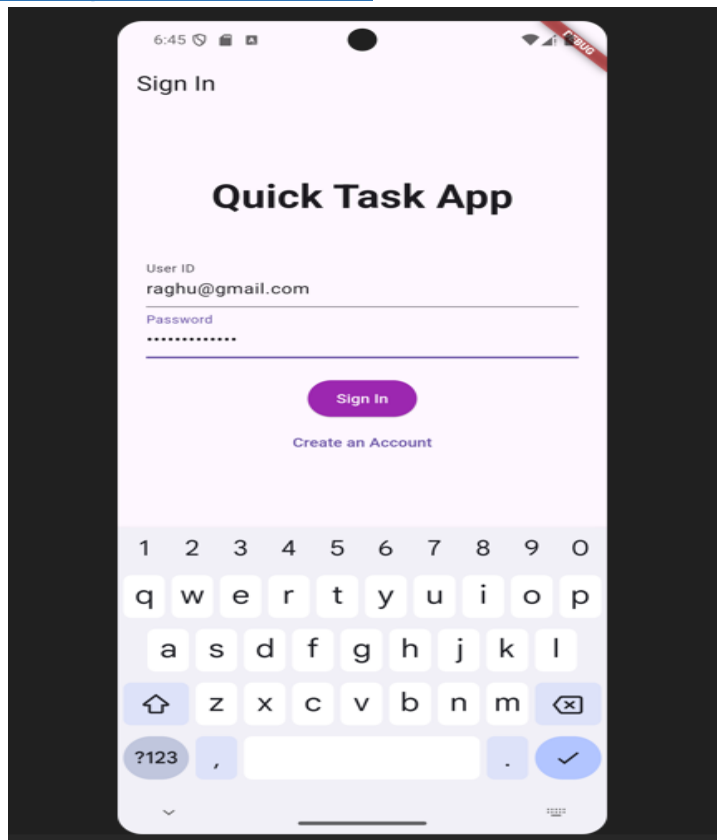 6:45
DEBUG
Sign In
Quick Task App
User ID
raghu@gmail.com
Password
•••••••••••••
Sign In
Create an Account
1 2 3 4 5 6 7 8 9 0
q w e r t y u i o p
a s d f g h j k l
z x c v b n m
?123 , .